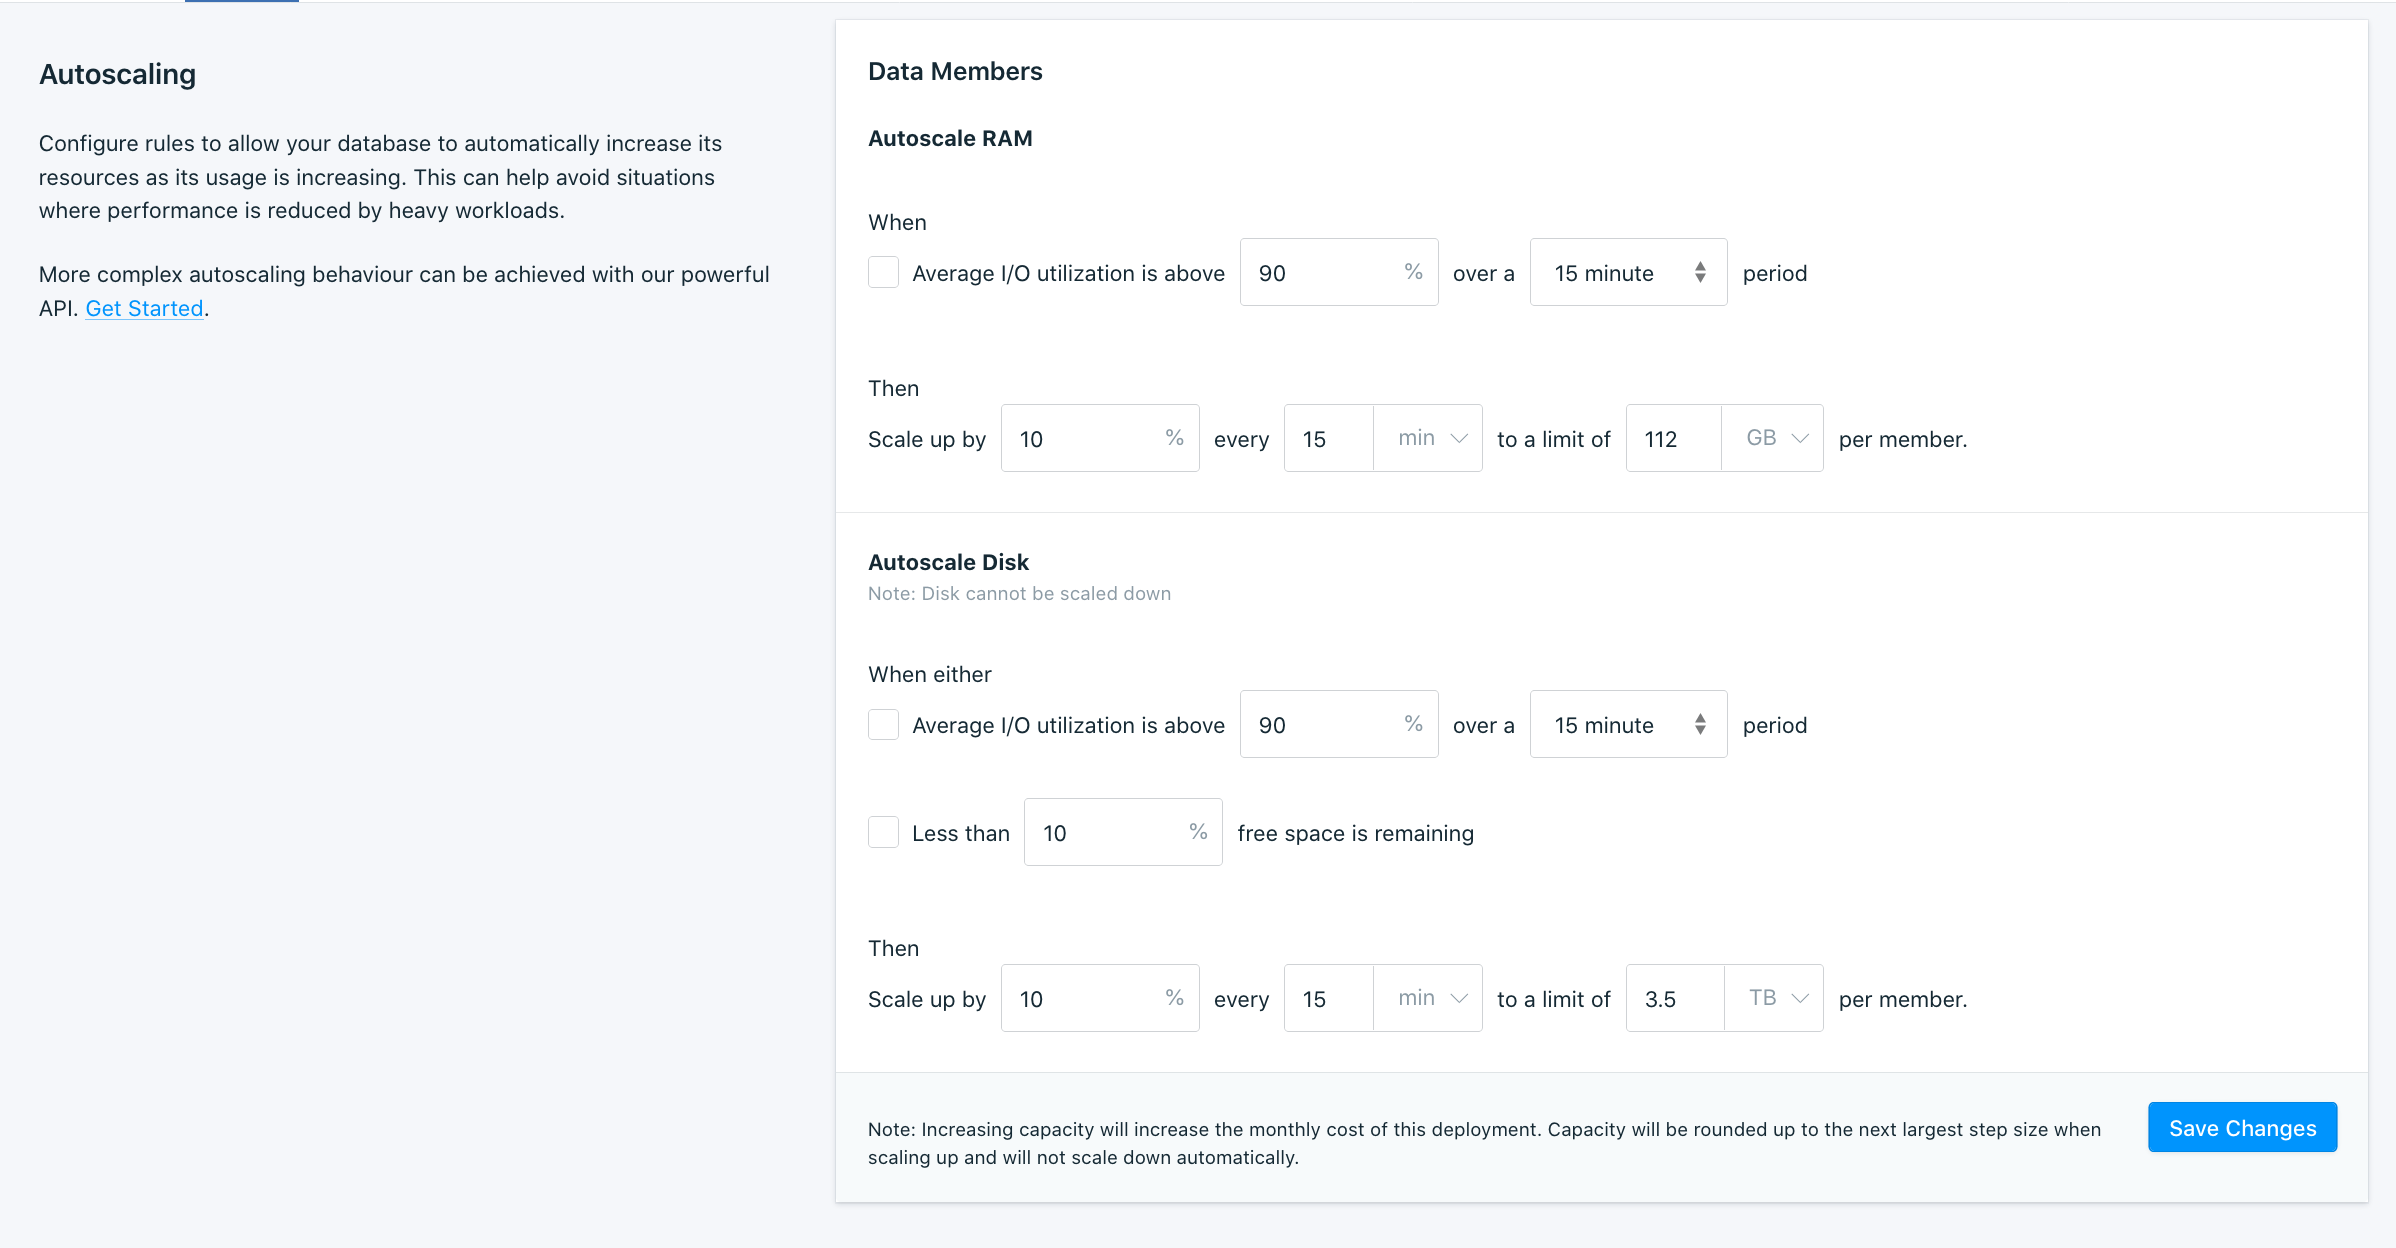 Autoscaling
Configure rules to allow your database to automatically increase its
resources as its usage is increasing. This can help avoid situations
where performance is reduced by heavy workloads.
More complex autoscaling behaviour can be achieved with our powerful
API. Get Started.
Data Members
Autoscale RAM
When
Average I/O utilization is above 90 % over a 15 minute period
Then
Scale up by 10 % every 15 min to a limit of 112 GB per member.
Autoscale Disk
Note: Disk cannot be scaled down
When either
Average I/O utilization is above 90 % over a 15 minute period
Less than 10 % free space is remaining
Then
Scale up by 10 % every 15 min to a limit of 3.5 TB per member.
Note: Increasing capacity will increase the monthly cost of this deployment. Capacity will be rounded up to the next largest step size when
scaling up and will not scale down automatically.
Save Changes